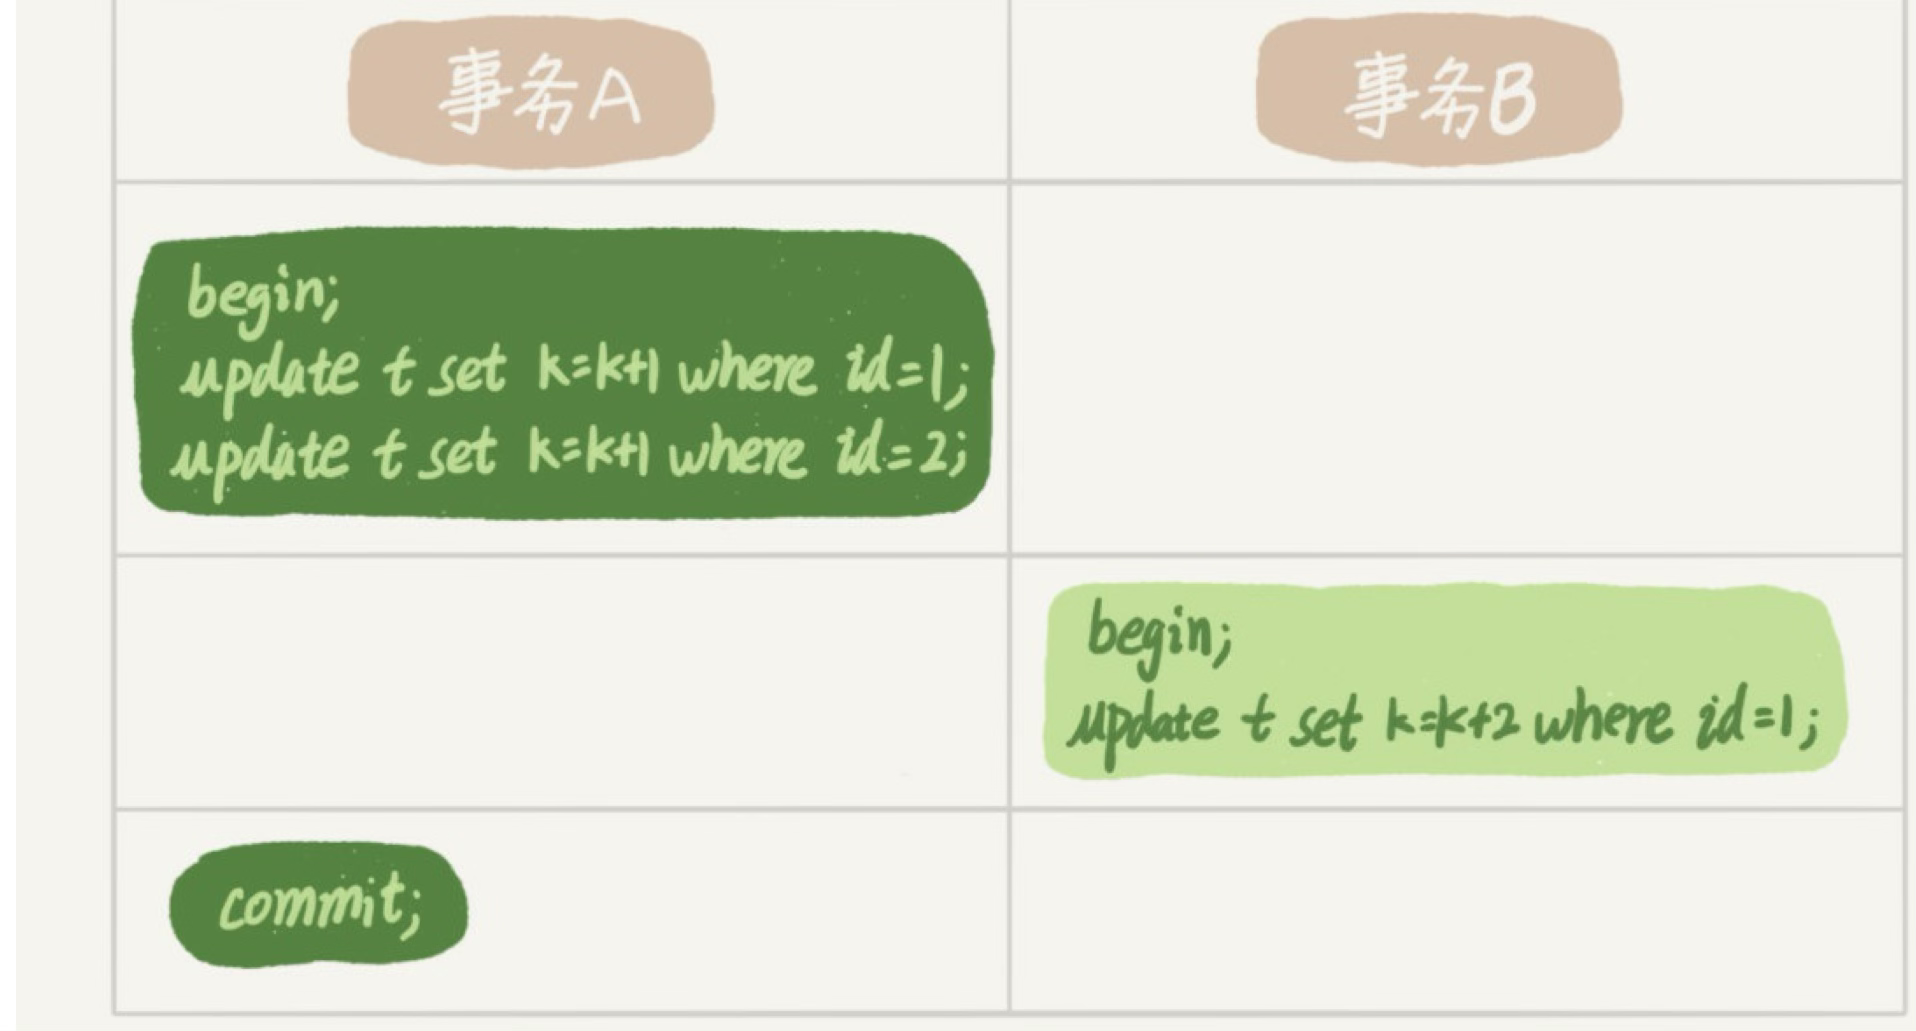 事务A
事务B
begin;
update t set k=k+1 where id=1;
update t set k=k+1 where id=2;
begin;
update t set k=k+2 where id=1;
commit;